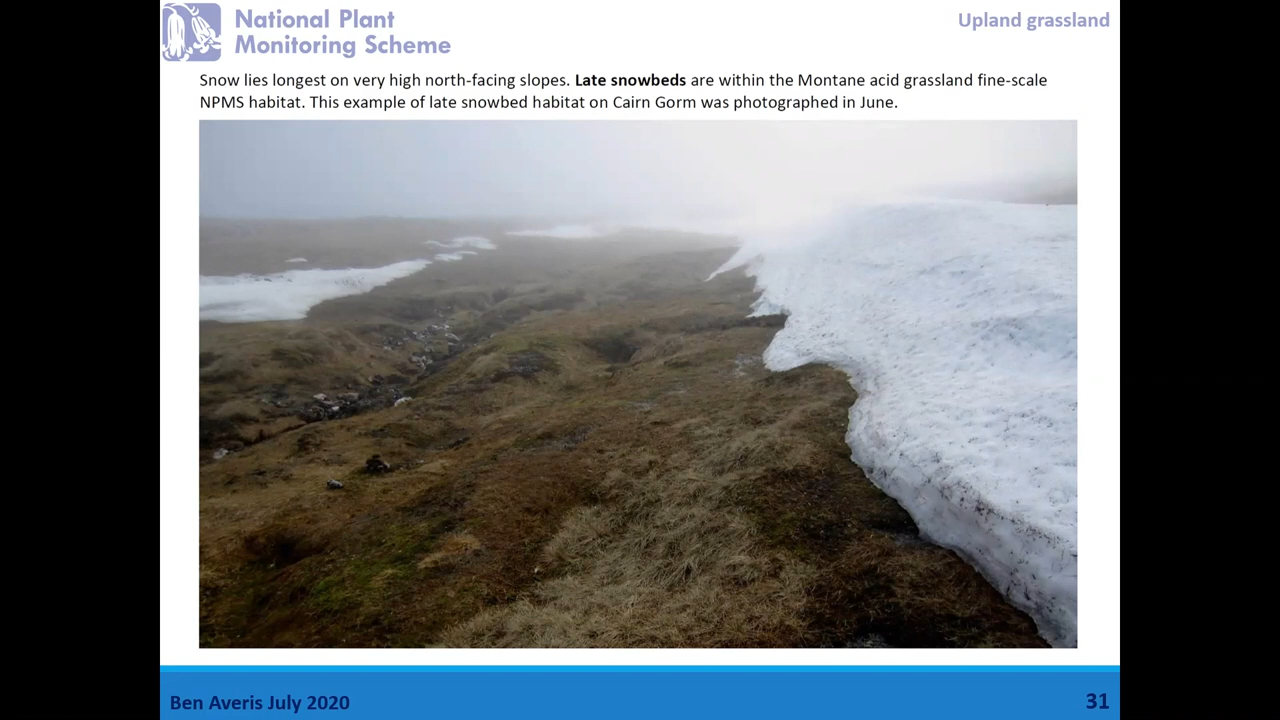 National Plant
Monitoring Scheme
Upland grassland
Snow lies longest on very high north-facing slopes. Late snowbeds are within the Montane acid grassland fine-scale
NPMS habitat. This example of late snowbed habitat on Cairn Gorm was photographed in June.
Ben Averis July 2020
31